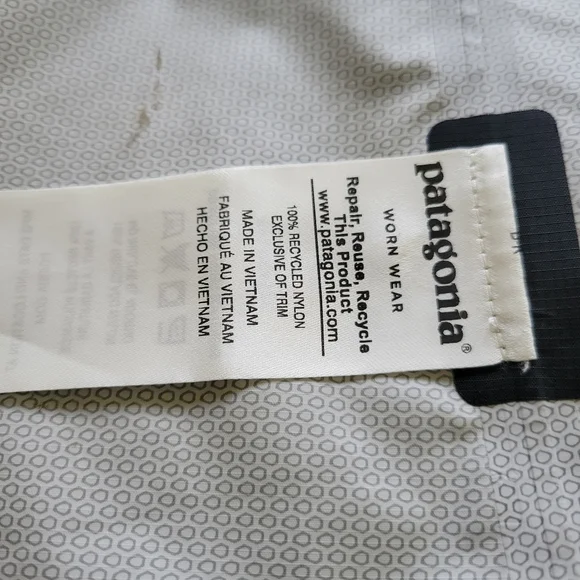 patagonia®
WORN WEAR
Repair, Reuse, Recycle
This Product
www.patagonia.com
100% RECYCLED NYLON
EXCLUSIVE OF TRIM
MADE IN VIETNAM
FABRIQUÉ AU VIETNAM
HECHO EN VIETNAM